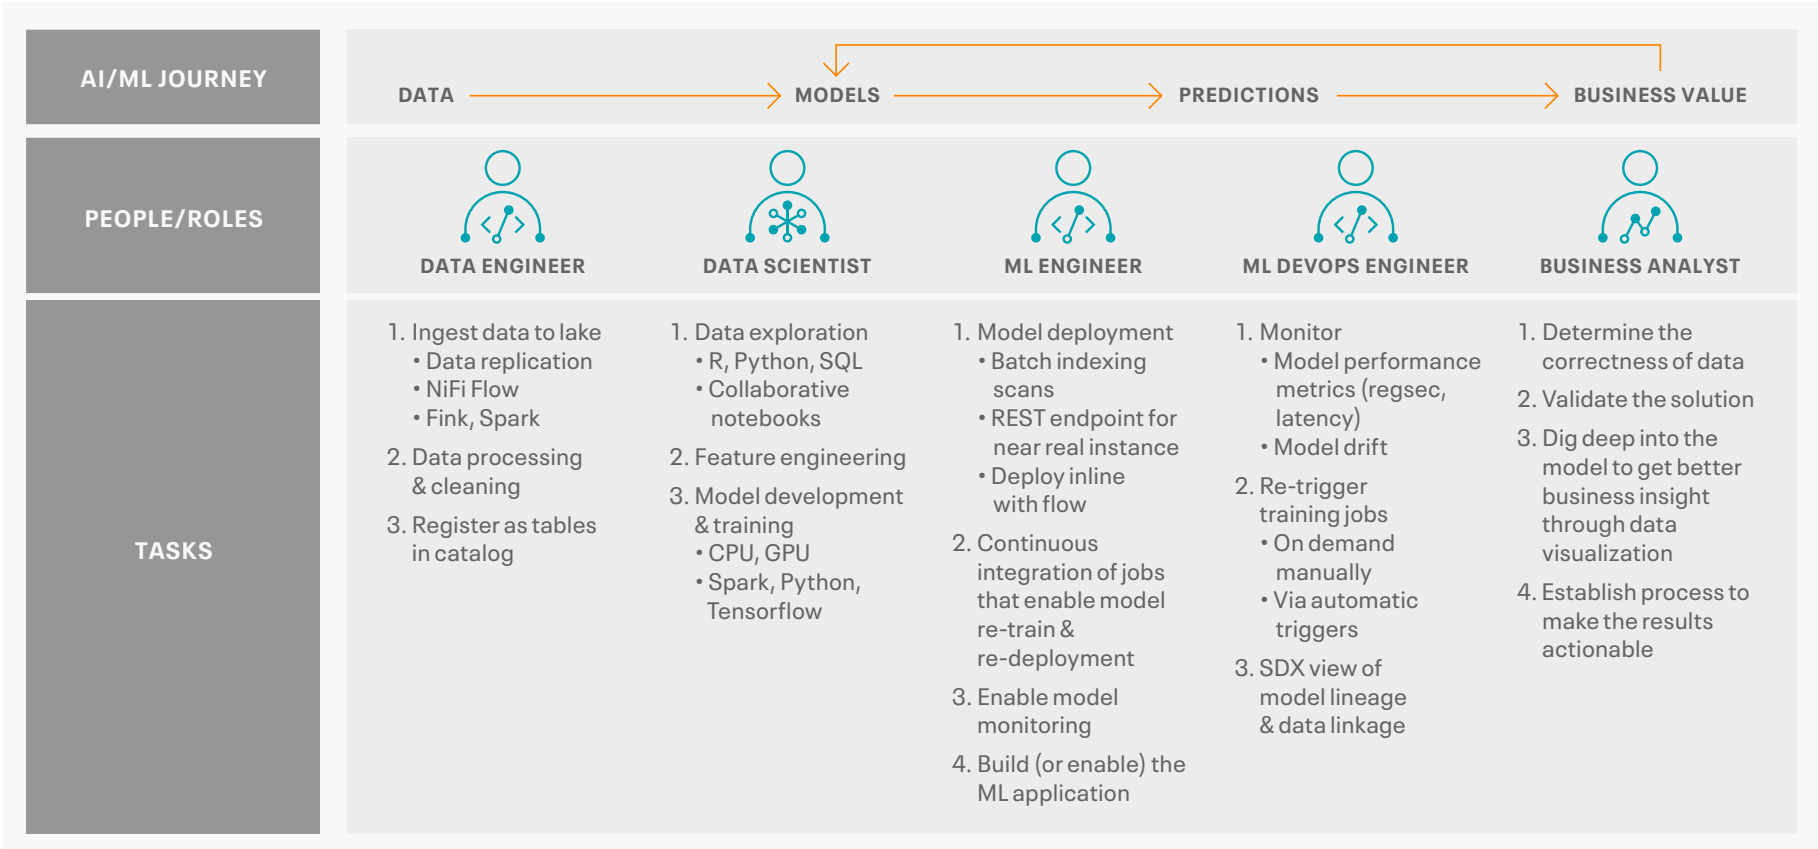 AI/ML JOURNEY
DATA
MODELS
PREDICTIONS
BUSINESS VALUE
PEOPLE/ROLES
DATA ENGINEER
DATA SCIENTIST
ML ENGINEER
ML DEVOPS ENGINEER
BUSINESS ANALYST
TASKS
1. Ingest data to lake
• Data replication
• NiFi Flow
• Fink, Spark
2. Data processing
& cleaning
3. Register as tables
in catalog
1. Data exploration
• R, Python, SQL
• Collaborative
notebooks
2. Feature engineering
3. Model development
& training
• CPU, GPU
• Spark, Python,
Tensorflow
1. Model deployment
• Batch indexing
scans
• REST endpoint for
near real instance
• Deploy inline
with flow
2. Continuous
integration of jobs
that enable model
re-train &
re-deployment
3. Enable model
monitoring
4. Build (or enable) the
ML application
1. Monitor
• Model performance
metrics (regsec,
latency)
• Model drift
2. Re-trigger
training jobs
• On demand
manually
• Via automatic
triggers
3. SDX view of
model lineage
& data linkage
1. Determine the
correctness of data
2. Validate the solution
3. Dig deep into the
model to get better
business insight
through data
visualization
4. Establish process to
make the results
actionable